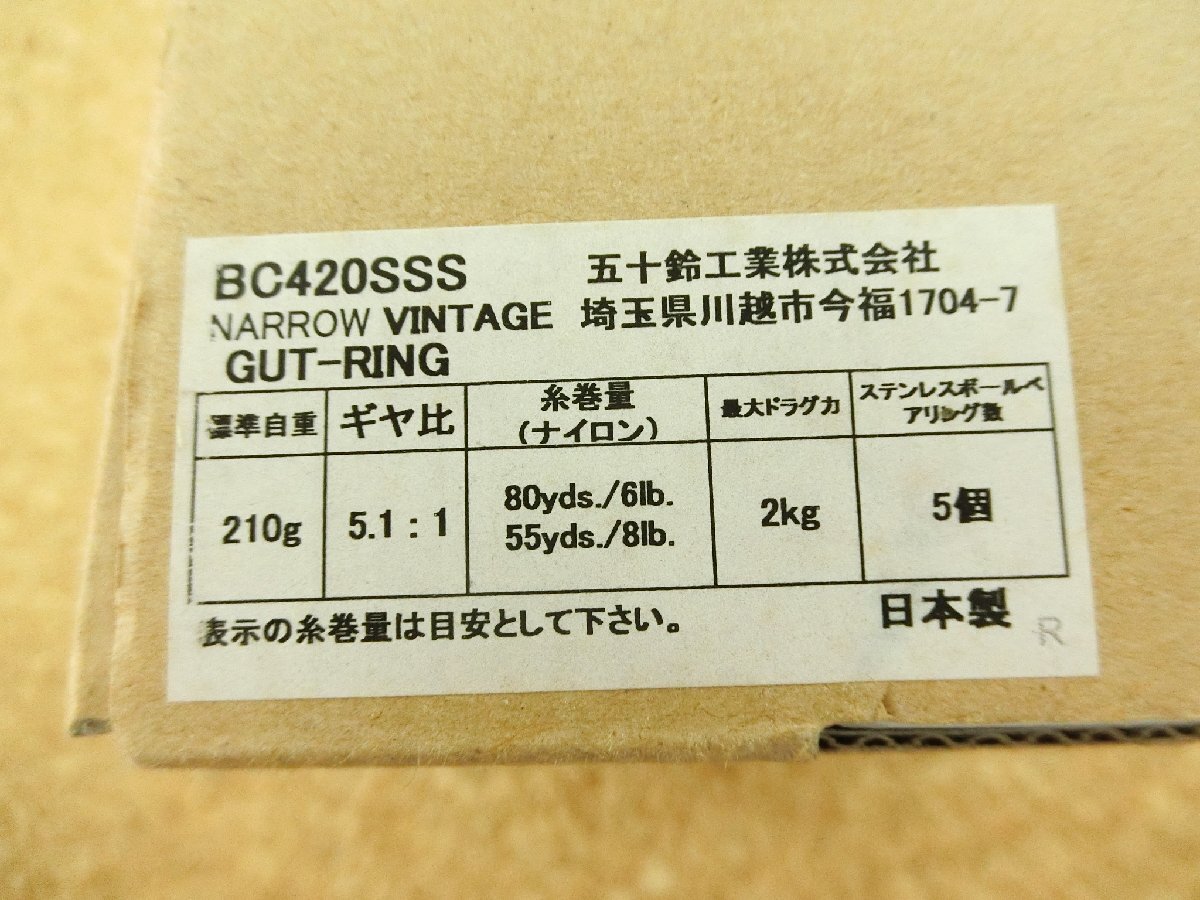 BC420SSS 五十鈴工業株式会社
NARROW VINTAGE 埼玉県川越市今福1704-7
GUT-RING
標準自重 ギヤ比 糸巻量 最大ドラグ力 ステンレスボールベ
(ナイロン) アリング数
210g 5.1:1 80yds./6lb. 2kg 5個
55yds./8lb.
表示の糸巻量は目安として下さい。 日本製 R